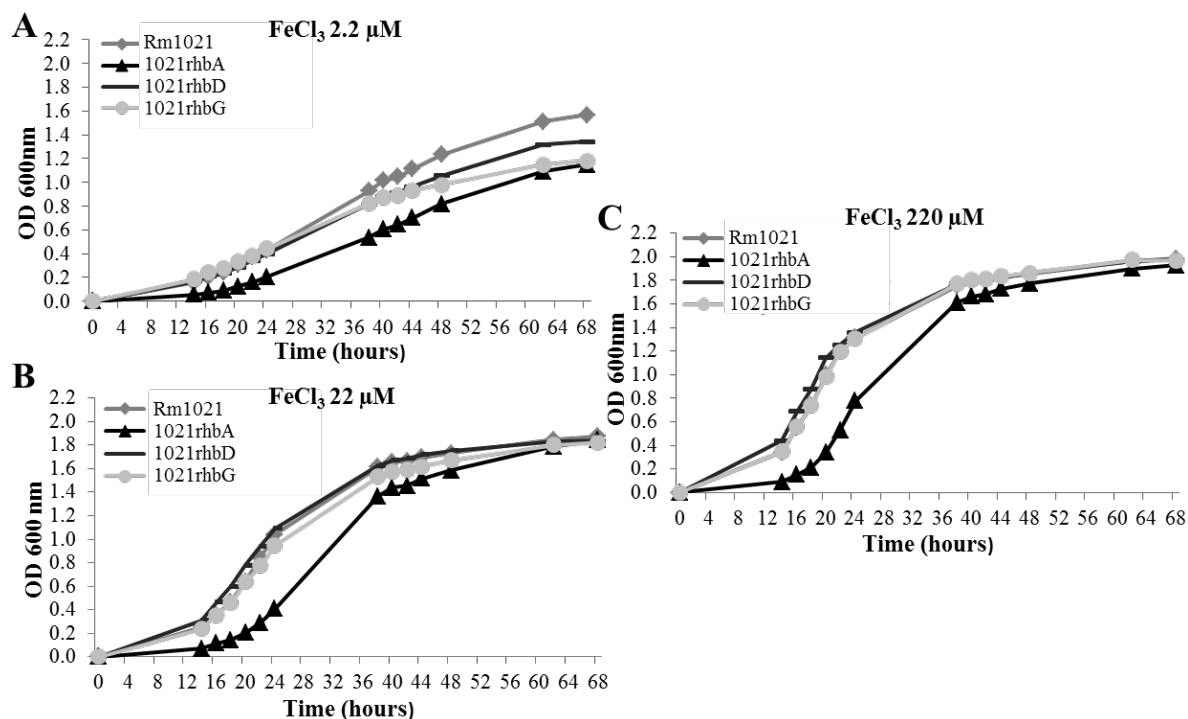 A
FeCl3 2.2 µM
Rm1021
1021rhbA
1021rhbD
1021rhbG
OD 600nm
2.2
2.0
1.8
1.6
1.4
1.2
1.0
0.8
0.6
0.4
0.2
0.0
0 4 8 12 16 20 24 28 32 36 40 44 48 52 56 60 64 68
Time (hours)
B
FeCl3 22 µM
Rm1021
1021rhbA
1021rhbD
1021rhbG
OD 600 nm
2.2
2.0
1.8
1.6
1.4
1.2
1.0
0.8
0.6
0.4
0.2
0.0
0 4 8 12 16 20 24 28 32 36 40 44 48 52 56 60 64 68
Time (hours)
C
FeCl3 220 µM
Rm1021
1021rhbA
1021rhbD
1021rhbG
OD 600nm
2.2
2.0
1.8
1.6
1.4
1.2
1.0
0.8
0.6
0.4
0.2
0.0
0 4 8 12 16 20 24 28 32 36 40 44 48 52 56 60 64 68
Time (hours)